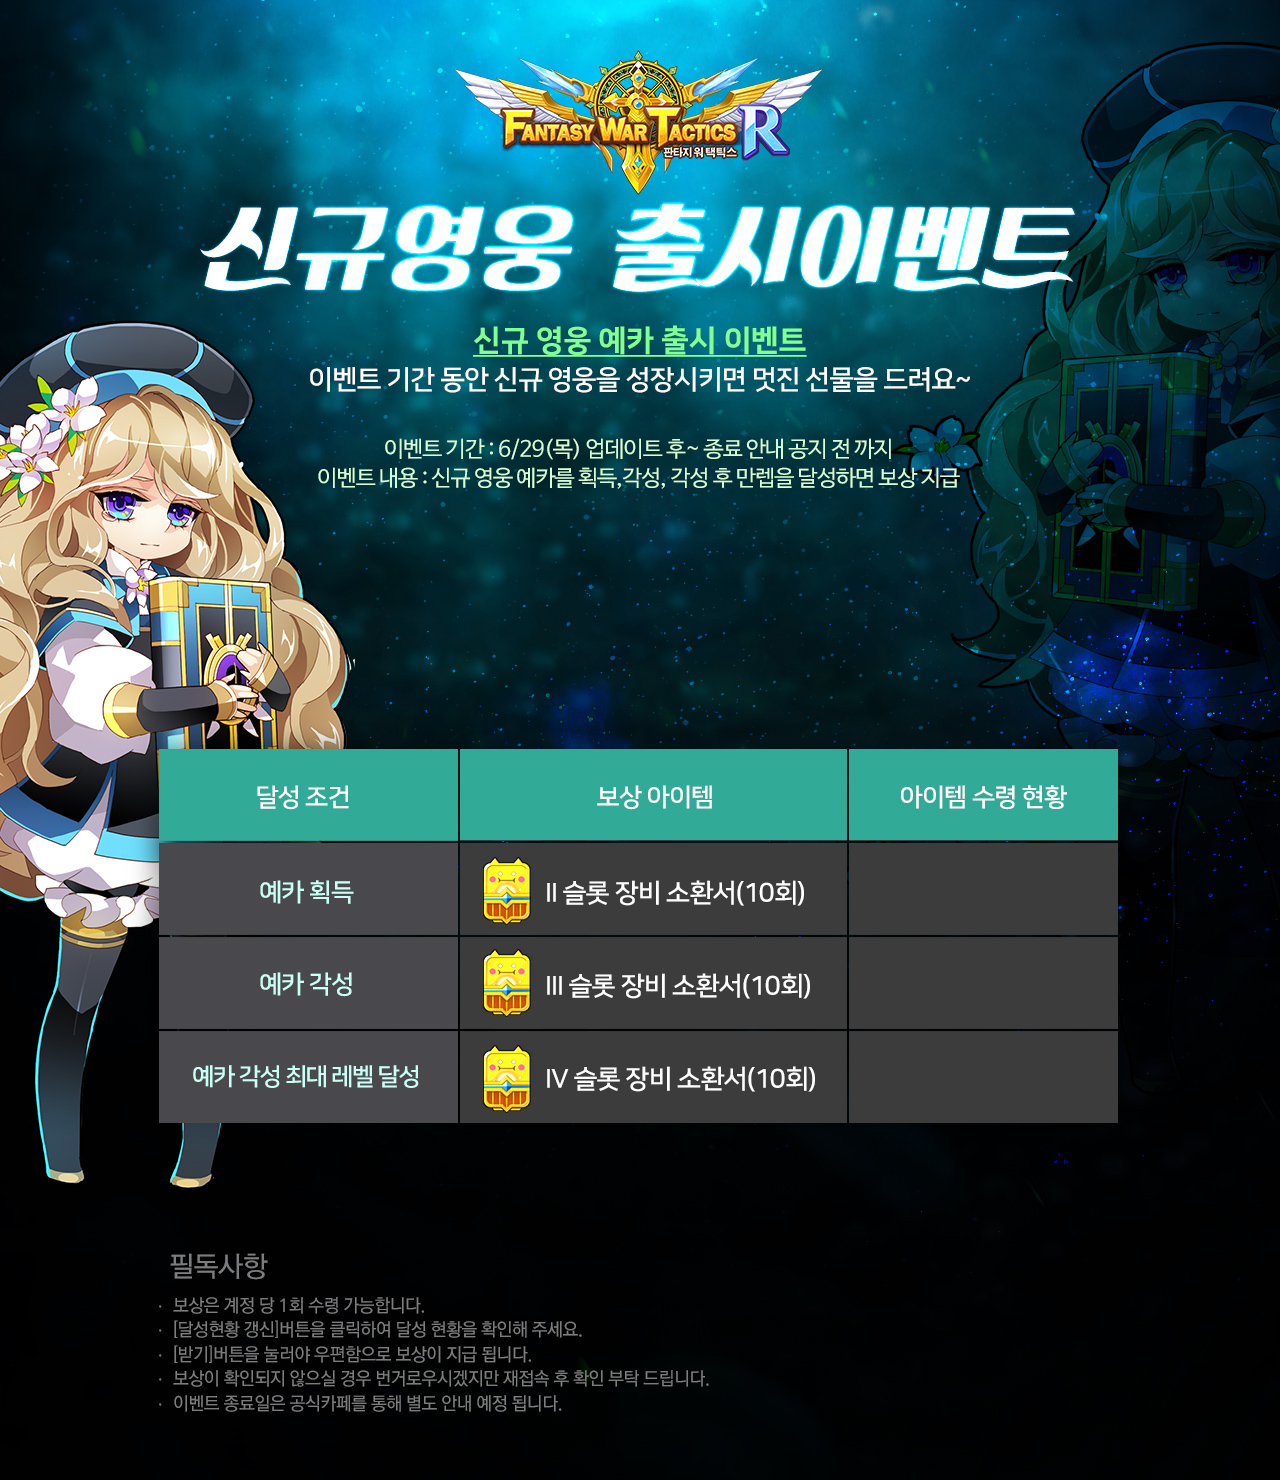 FANTASY WAR TACTICS R
판타지 워 택틱스
신규영웅 출시이벤트
신규 영웅 예카 출시 이벤트
이벤트 기간 동안 신규 영웅을 성장시키면 멋진 선물을 드려요~
이벤트 기간 : 6/29(목) 업데이트 후~ 종료 안내 공지 전 까지
이벤트 내용 : 신규 영웅 예카를 획득,각성, 각성 후 만렙을 달성하면 보상 지급
달성 조건 보상 아이템 아이템 수령 현황
예카 획득 II 슬롯 장비 소환서(10회)
예카 각성 III 슬롯 장비 소환서(10회)
예카 각성 최대 레벨 달성 IV 슬롯 장비 소환서(10회)
필독사항
· 보상은 계정 당 1회 수령 가능합니다.
· [달성현황 갱신]버튼을 클릭하여 달성 현황을 확인해 주세요.
· [받기]버튼을 눌러야 우편함으로 보상이 지급 됩니다.
· 보상이 확인되지 않으실 경우 번거로우시겠지만 재접속 후 확인 부탁 드립니다.
· 이벤트 종료일은 공식카페를 통해 별도 안내 예정 됩니다.